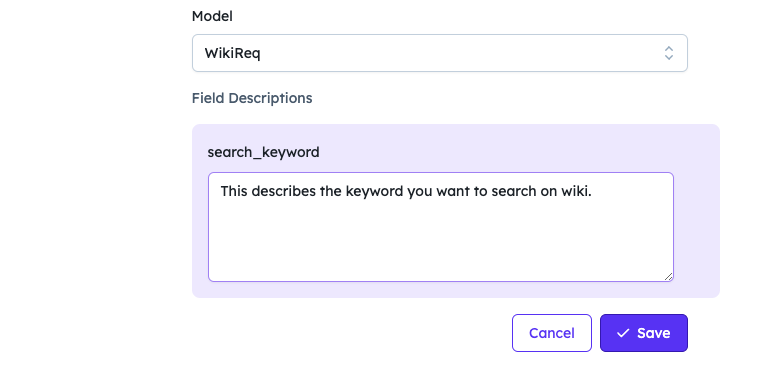 Model
WikiReq
Field Descriptions
search_keyword
This describes the keyword you want to search on wiki.
Cancel
Save